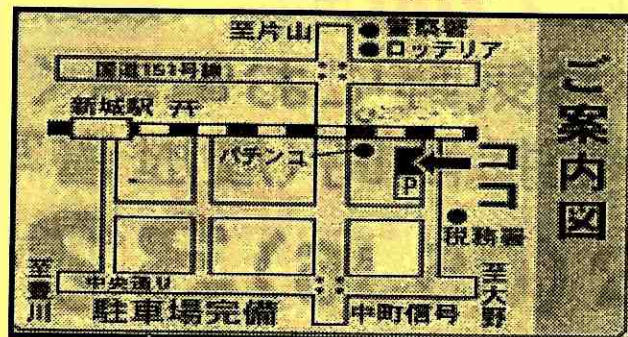 至片山
警察署
ロッテリア
国道151号線
新城駅
パチンコ
P
ココ
税務署
至豊川
中央通り
至大野
駐車場完備
中町信号
ご案内図